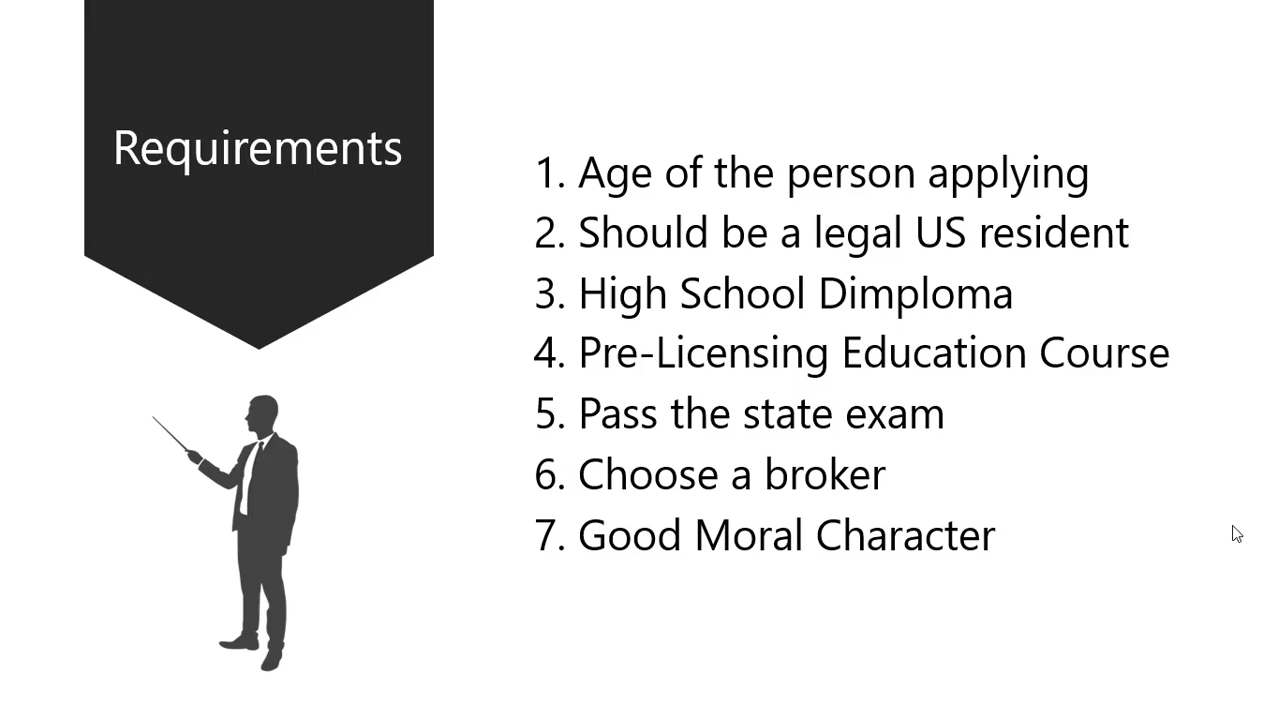 Requirements
1. Age of the person applying
2. Should be a legal US resident
3. High School Dimploma
4. Pre-Licensing Education Course
5. Pass the state exam
6. Choose a broker
7. Good Moral Character